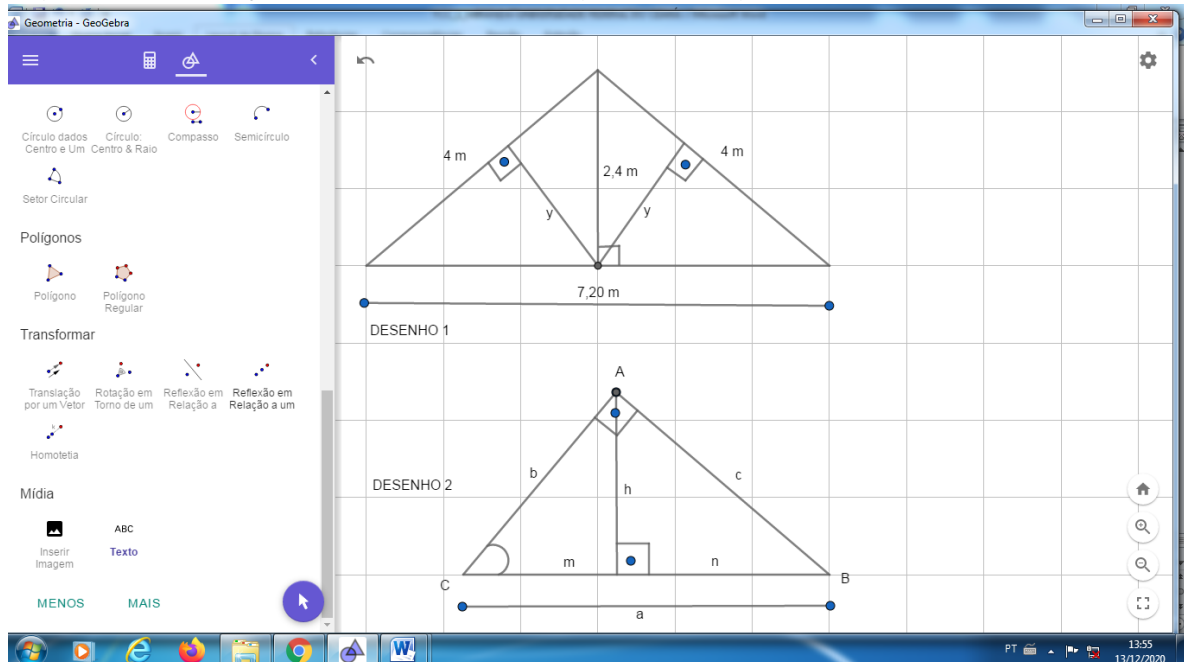 Geometria - GeoGebra
Círculo dados
Centro e Um
Círculo:
Centro & Raio
Compasso
Semicírculo
Setor Circular
Polígonos
Polígono
Polígono
Regular
Transformar
Translação
por um Vetor
Rotação em
Torno de um
Reflexão em
Relação a
Reflexão em
Relação a um
Homotetia
Mídia
ABC
Inserir
Imagem
Texto
MENOS
MAIS
4 m
4 m
2,4 m
y
y
7,20 m
DESENHO 1
A
b
c
DESENHO 2
h
m
n
C
B
a
PT
13:55
13/12/2020